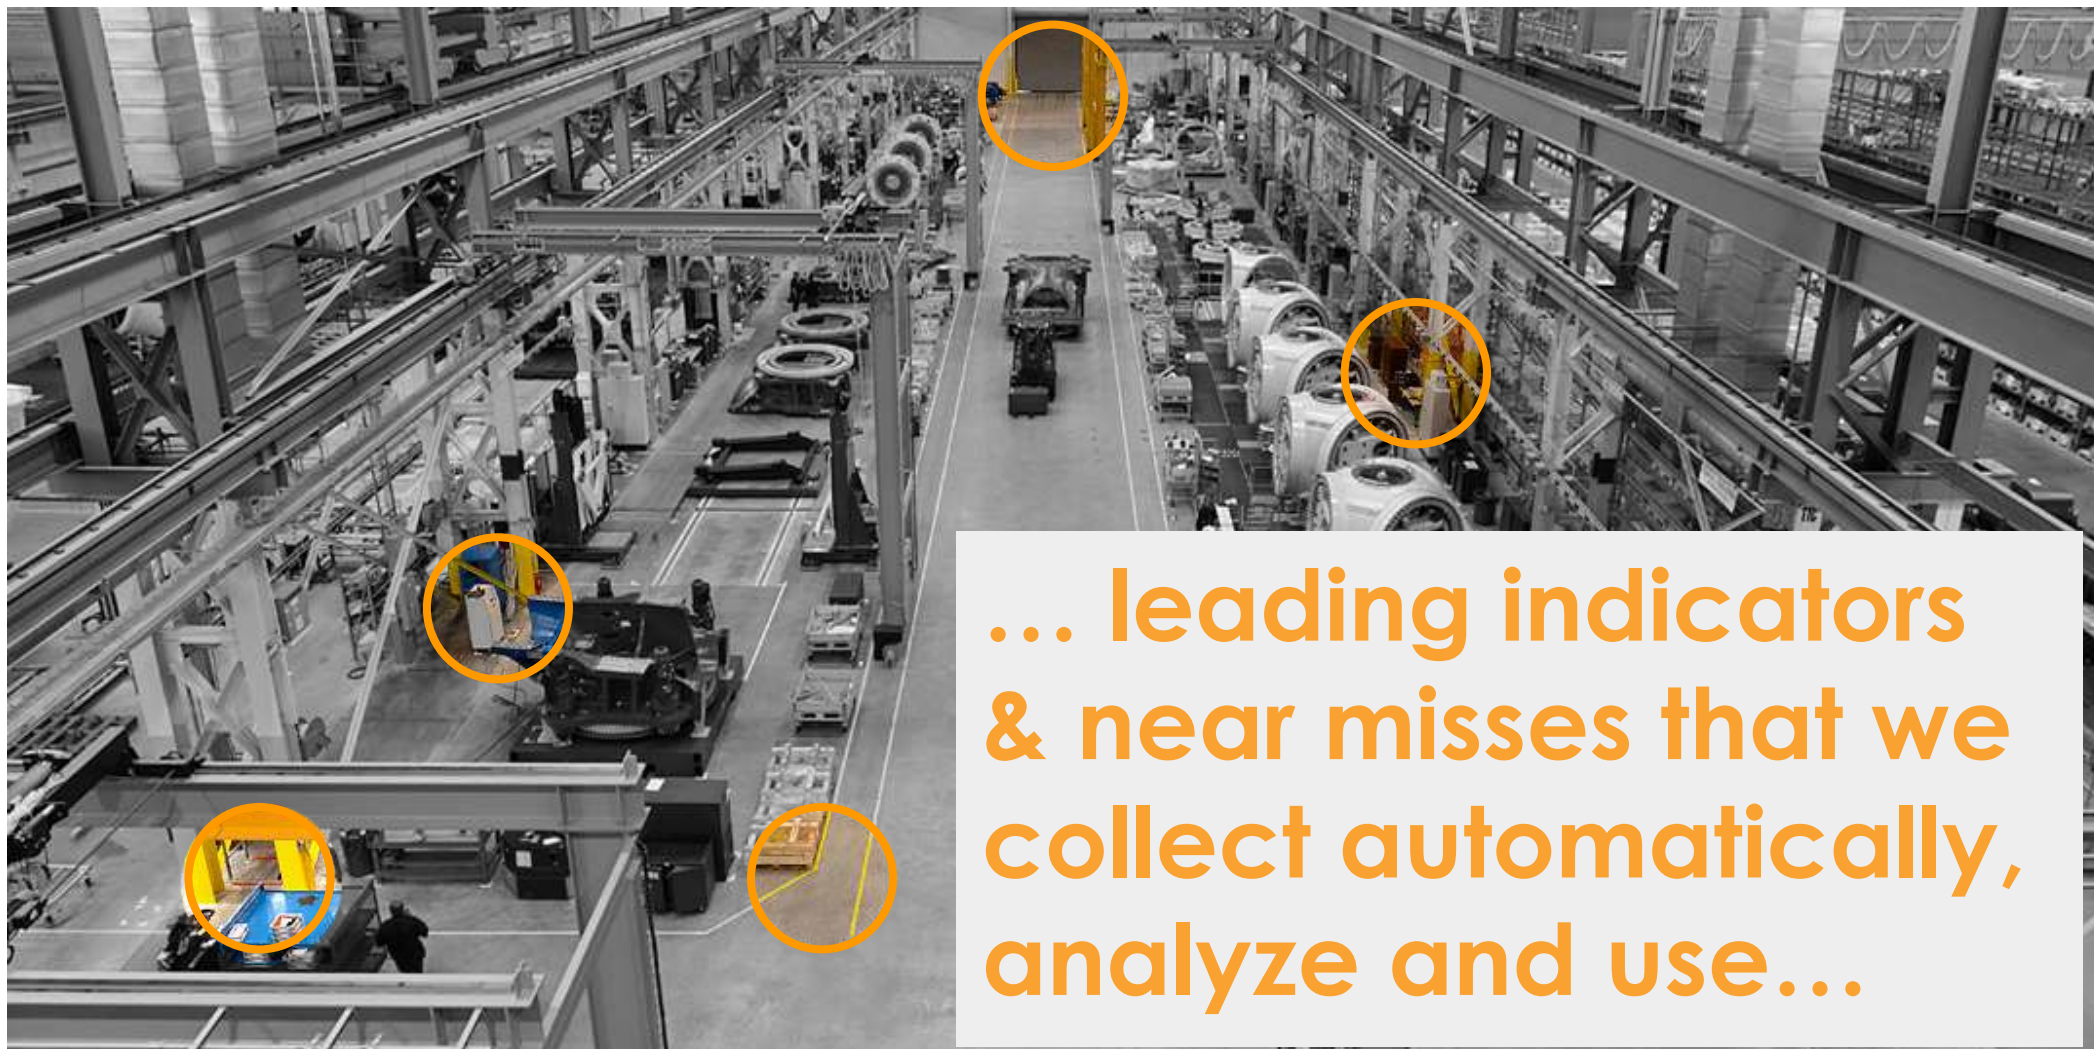 ... leading indicators
& near misses that we
collect automatically,
analyze and use...